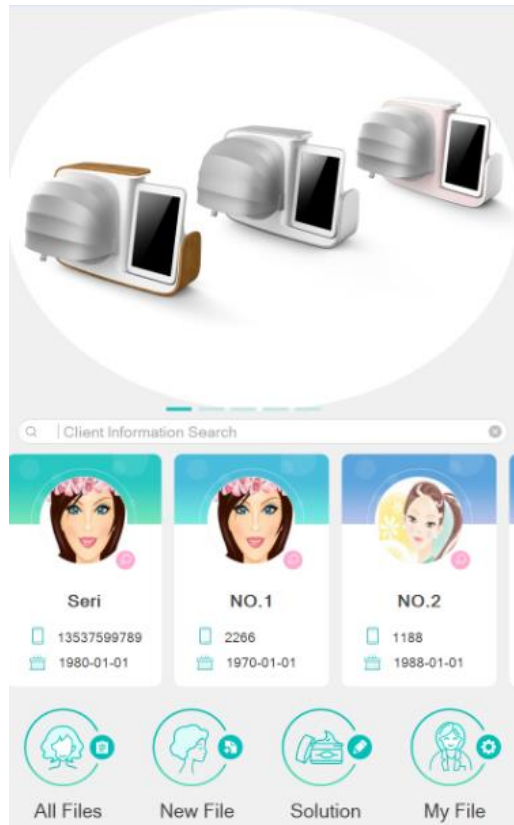 Client Information Search
Seri
13537599789
1980-01-01
NO.1
2266
1970-01-01
NO.2
1188
1988-01-01
All Files
New File
Solution
My File